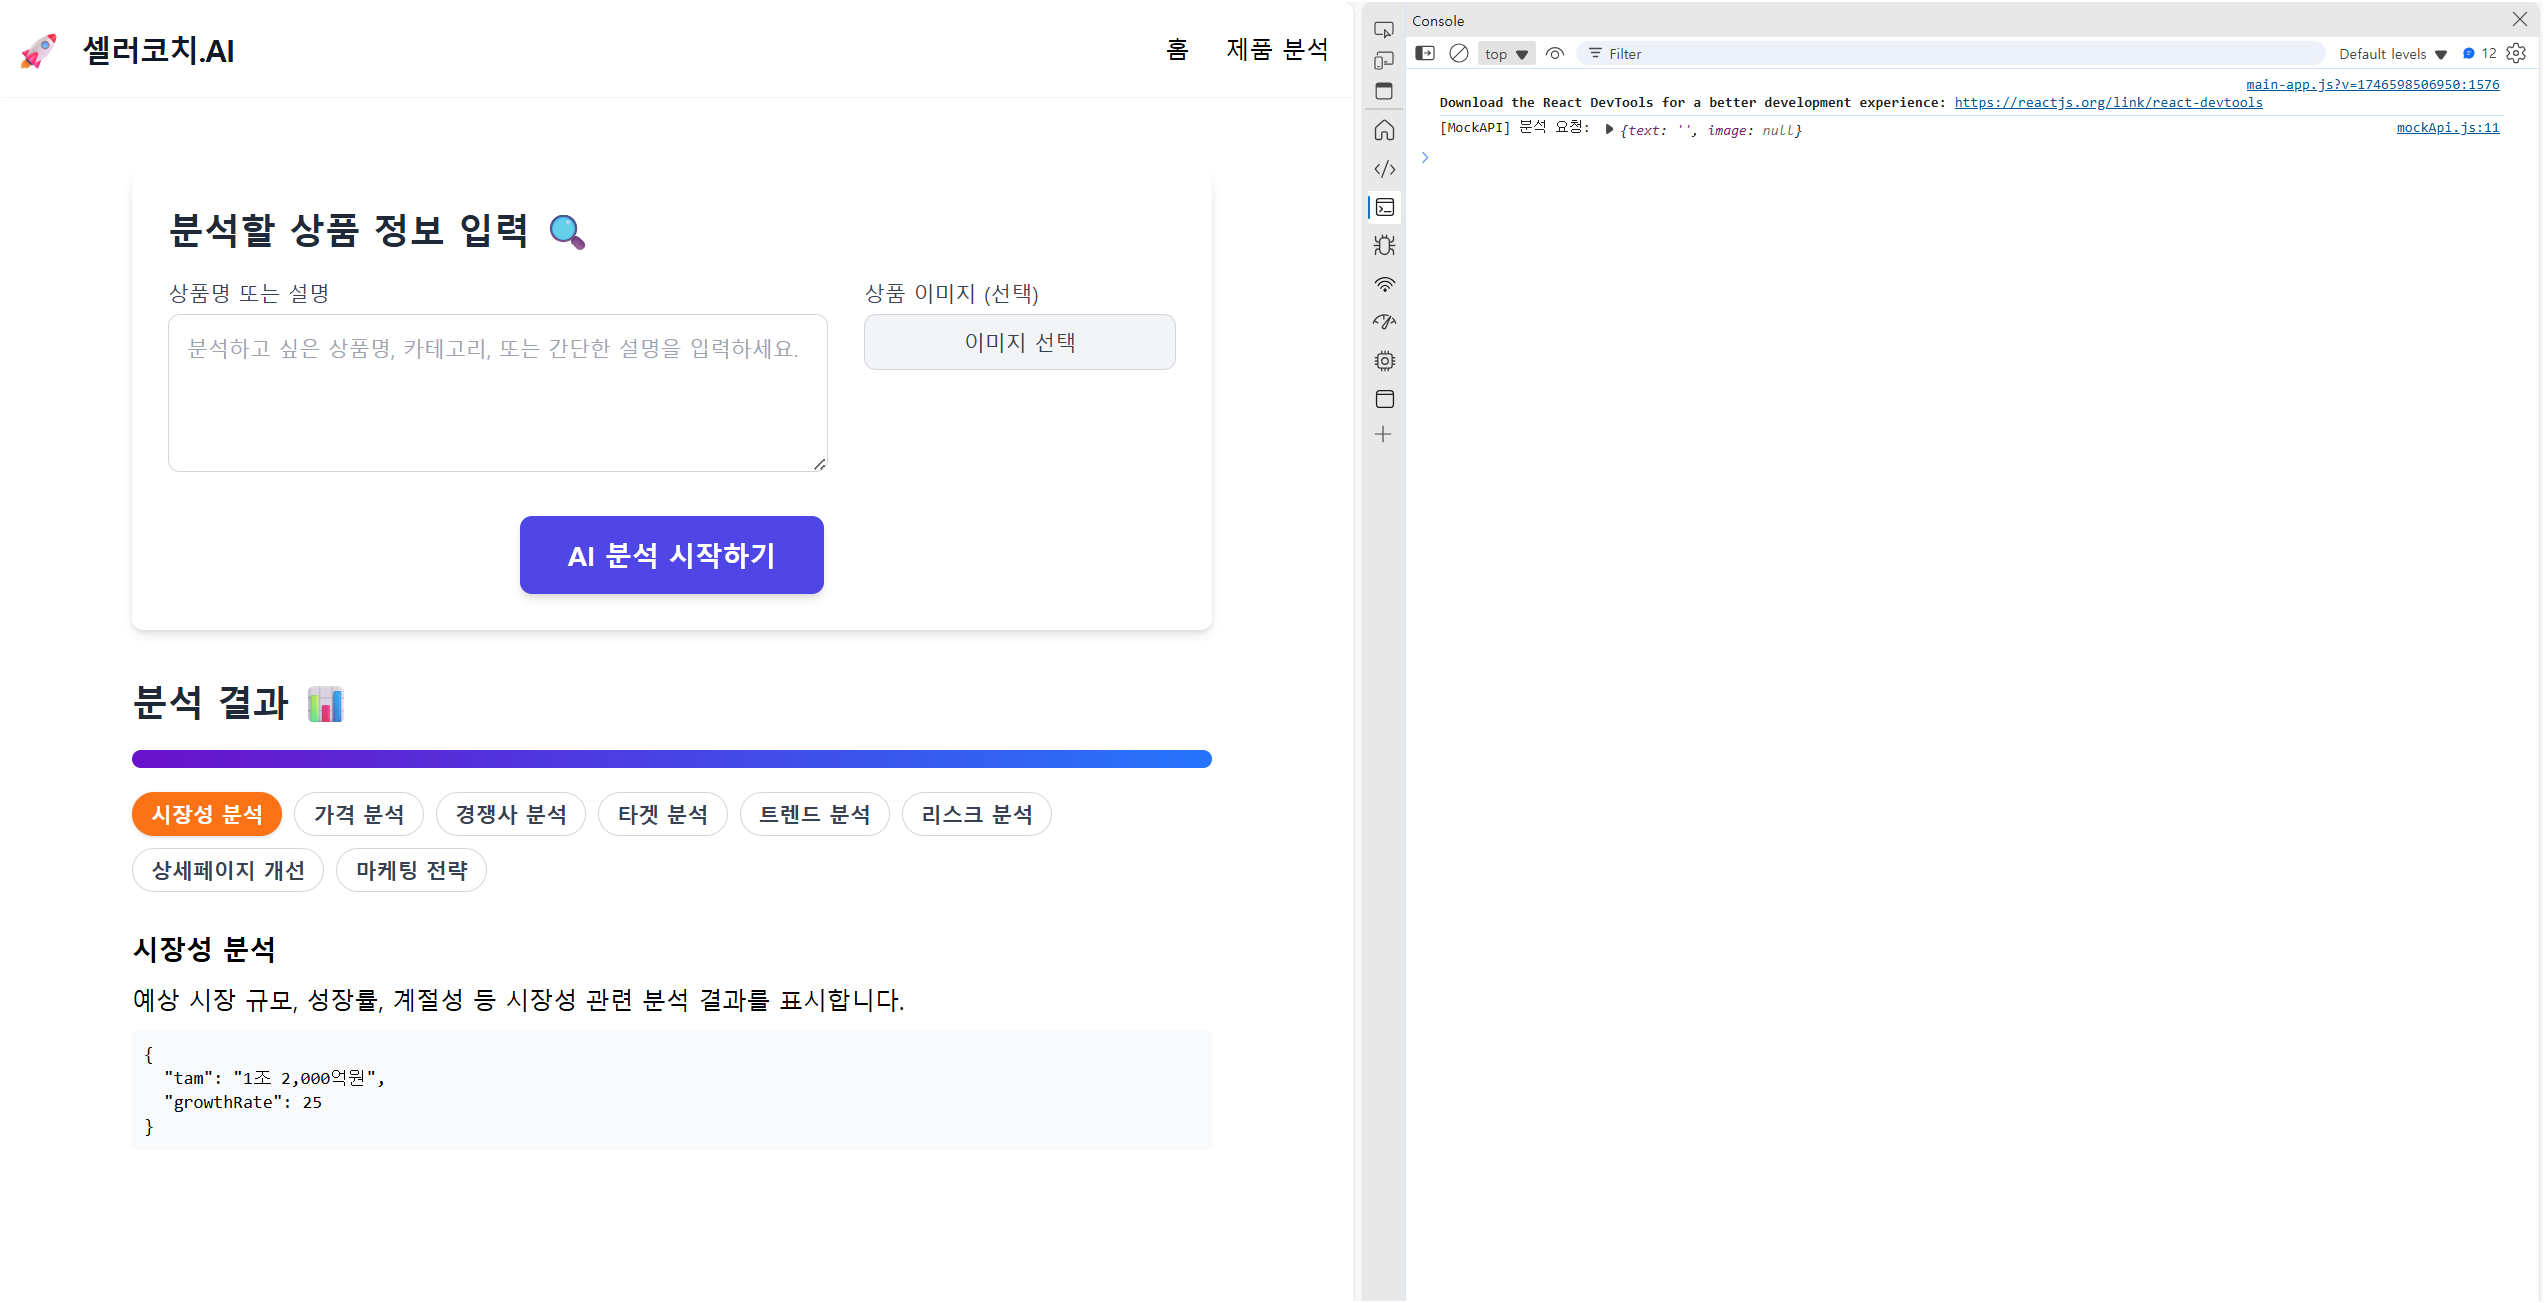 셀러코치.AI
홈 제품 분석
분석할 상품 정보 입력
상품명 또는 설명
분석하고 싶은 상품명, 카테고리, 또는 간단한 설명을 입력하세요.
상품 이미지 (선택)
이미지 선택
AI 분석 시작하기
분석 결과
시장성 분석 가격 분석 경쟁사 분석 타겟 분석 트렌드 분석 리스크 분석
상세페이지 개선 마케팅 전략
시장성 분석
예상 시장 규모, 성장률, 계절성 등 시장성 관련 분석 결과를 표시합니다.
{
"tam": "1조 2,000억원",
"growthRate": 25
}
Console
top Filter Default levels 12
main-app.js?v=1746598506950:1576
Download the React DevTools for a better development experience: https://reactjs.org/link/react-devtools
[MockAPI] 분석 요청: {text: '', image: null} mockApi.js:11